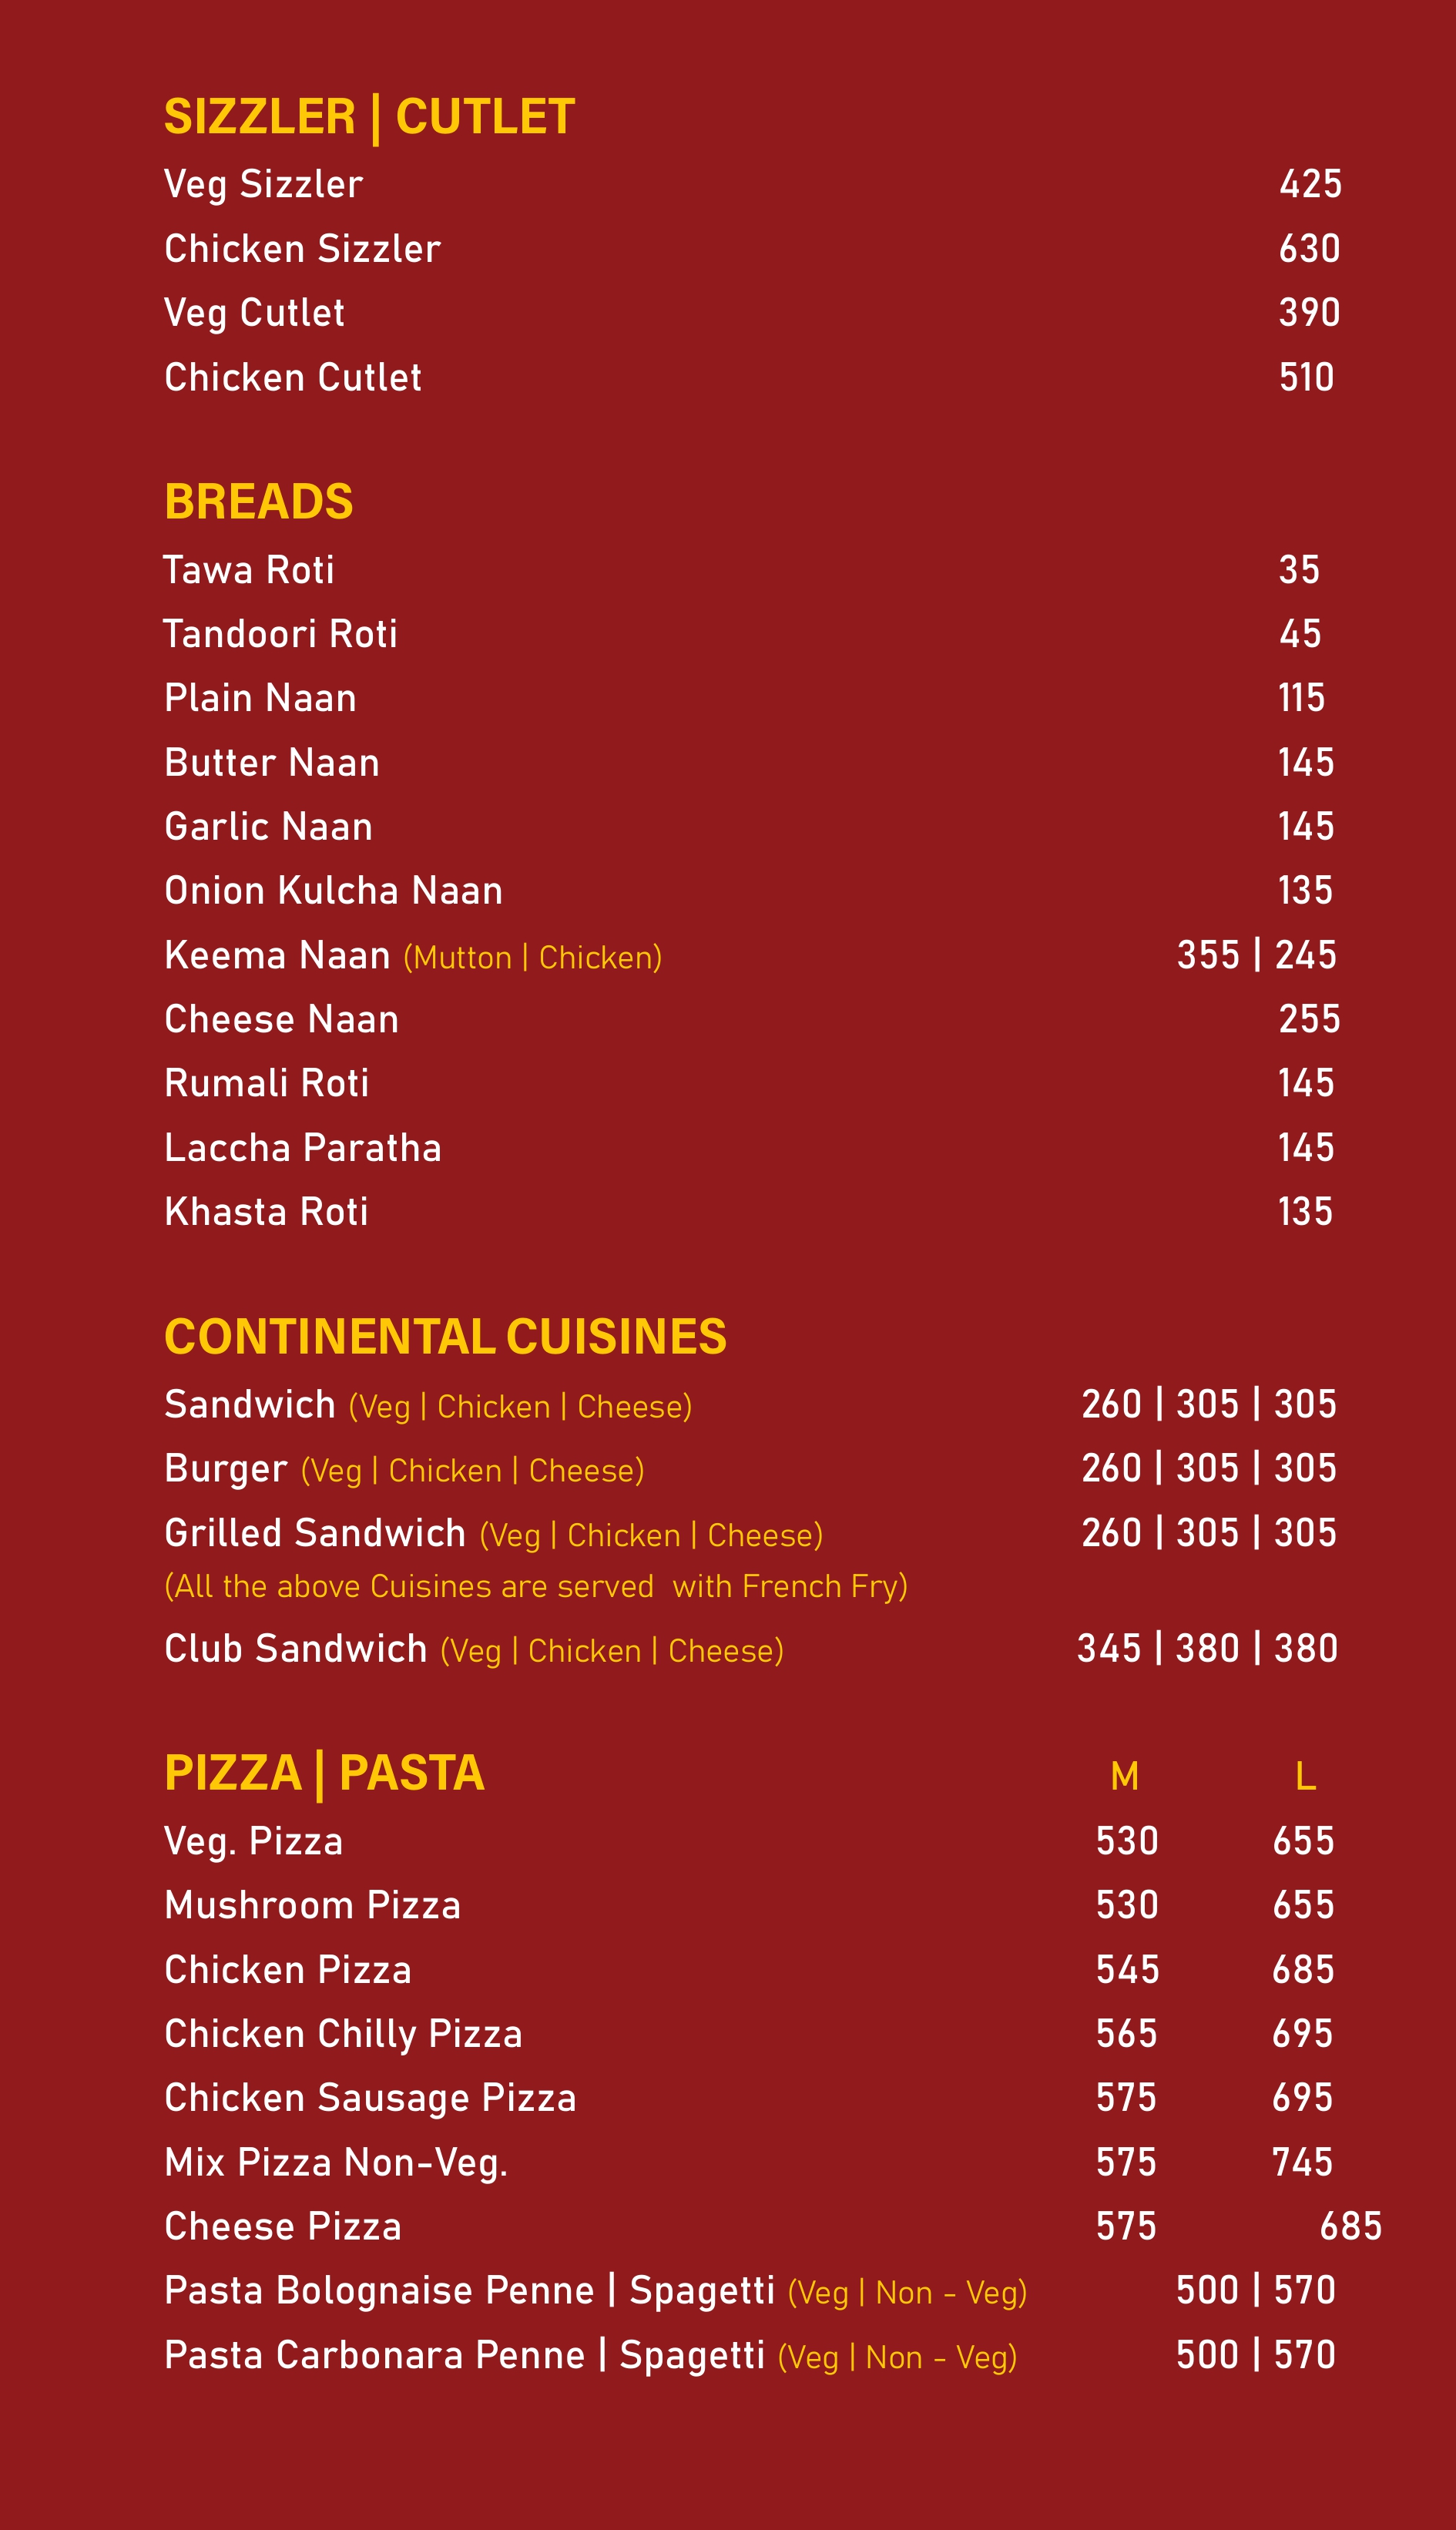 SIZZLER | CUTLET
Veg Sizzler 425
Chicken Sizzler 630
Veg Cutlet 390
Chicken Cutlet 510
BREADS
Tawa Roti 35
Tandoori Roti 45
Plain Naan 115
Butter Naan 145
Garlic Naan 145
Onion Kulcha Naan 135
Keema Naan (Mutton | Chicken) 355 | 245
Cheese Naan 255
Rumali Roti 145
Laccha Paratha 145
Khasta Roti 135
CONTINENTAL CUISINES
Sandwich (Veg | Chicken | Cheese) 260 | 305 | 305
Burger (Veg | Chicken | Cheese) 260 | 305 | 305
Grilled Sandwich (Veg | Chicken | Cheese) 260 | 305 | 305
(All the above Cuisines are served  with French Fry)
Club Sandwich (Veg | Chicken | Cheese) 345 | 380 | 380
PIZZA | PASTA M L
Veg. Pizza 530 655
Mushroom Pizza 530 655
Chicken Pizza 545 685
Chicken Chilly Pizza 565 695
Chicken Sausage Pizza 575 695
Mix Pizza Non-Veg. 575 745
Cheese Pizza 575 685
Pasta Bolognaise Penne | Spagetti (Veg | Non - Veg) 500 | 570
Pasta Carbonara Penne | Spagetti (Veg | Non - Veg) 500 | 570